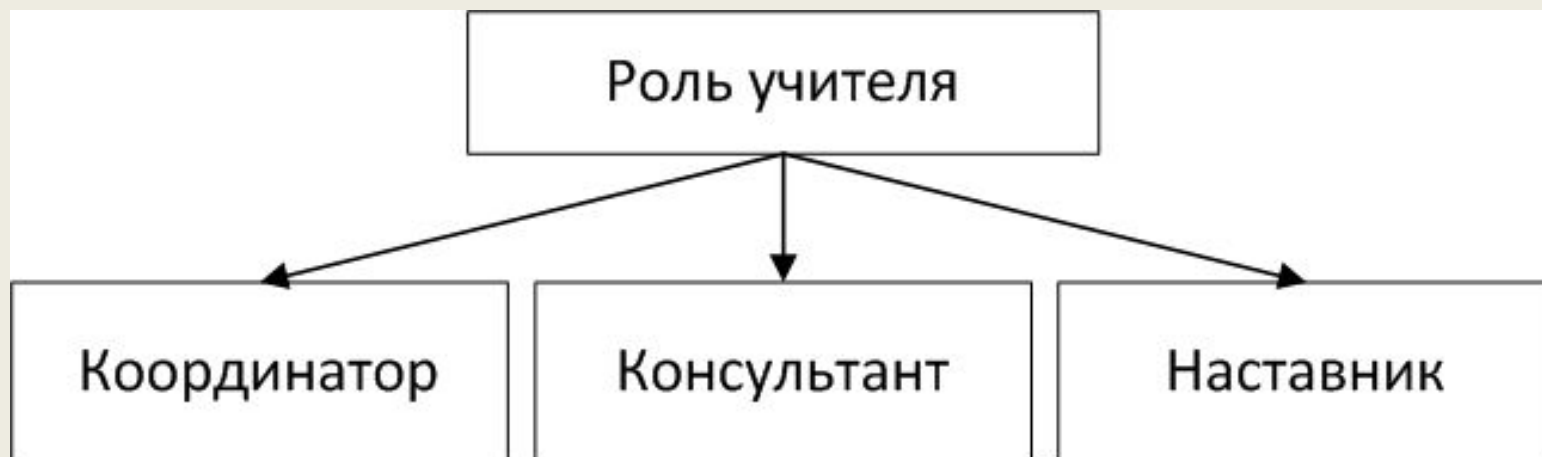 Роль учителя
Координатор
Консультант
Наставник